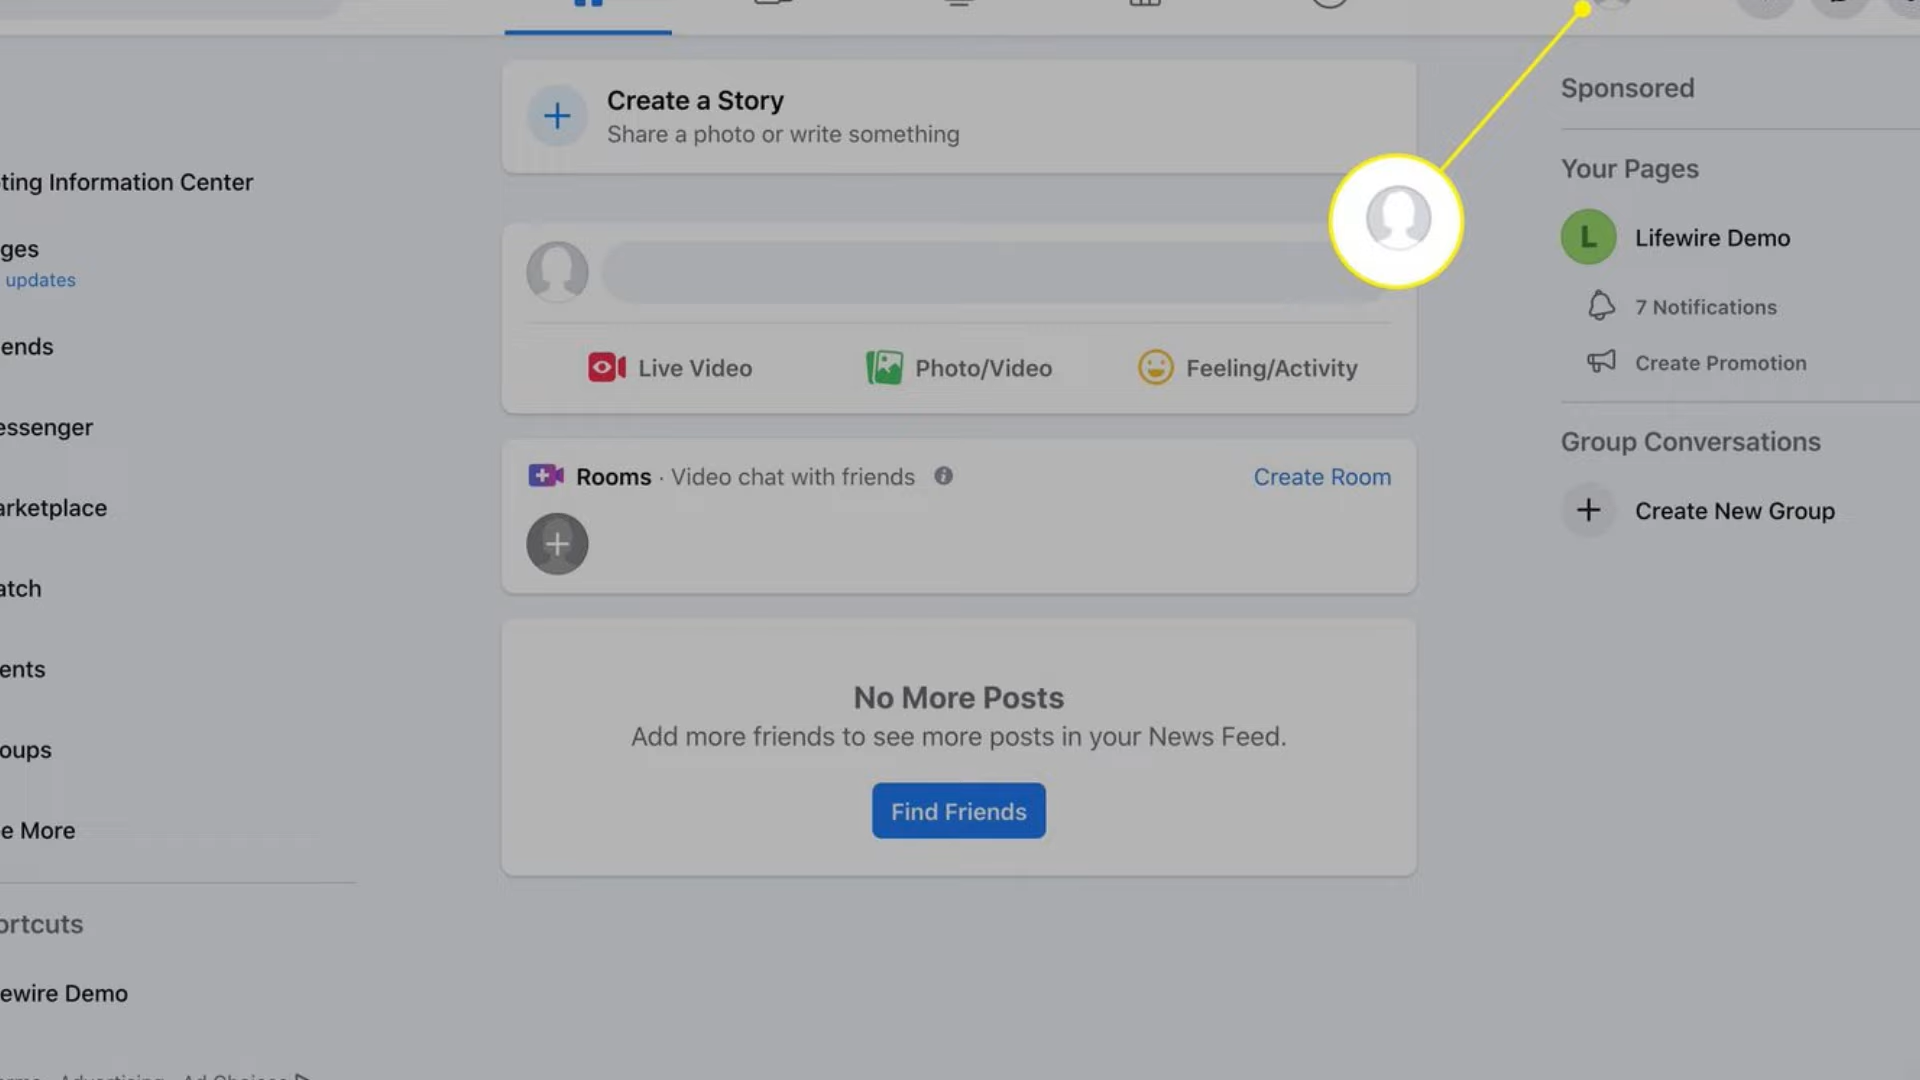 Create a Story
Share a photo or write something
Live Video
Photo/Video
Feeling/Activity
Rooms · Video chat with friends
Create Room
No More Posts
Add more friends to see more posts in your News Feed.
Find Friends
ting Information Center
ges
updates
ends
essenger
arketplace
atch
ents
oups
e More
ortcuts
ewire Demo
Sponsored
Your Pages
L
Lifewire Demo
7 Notifications
Create Promotion
Group Conversations
Create New Group